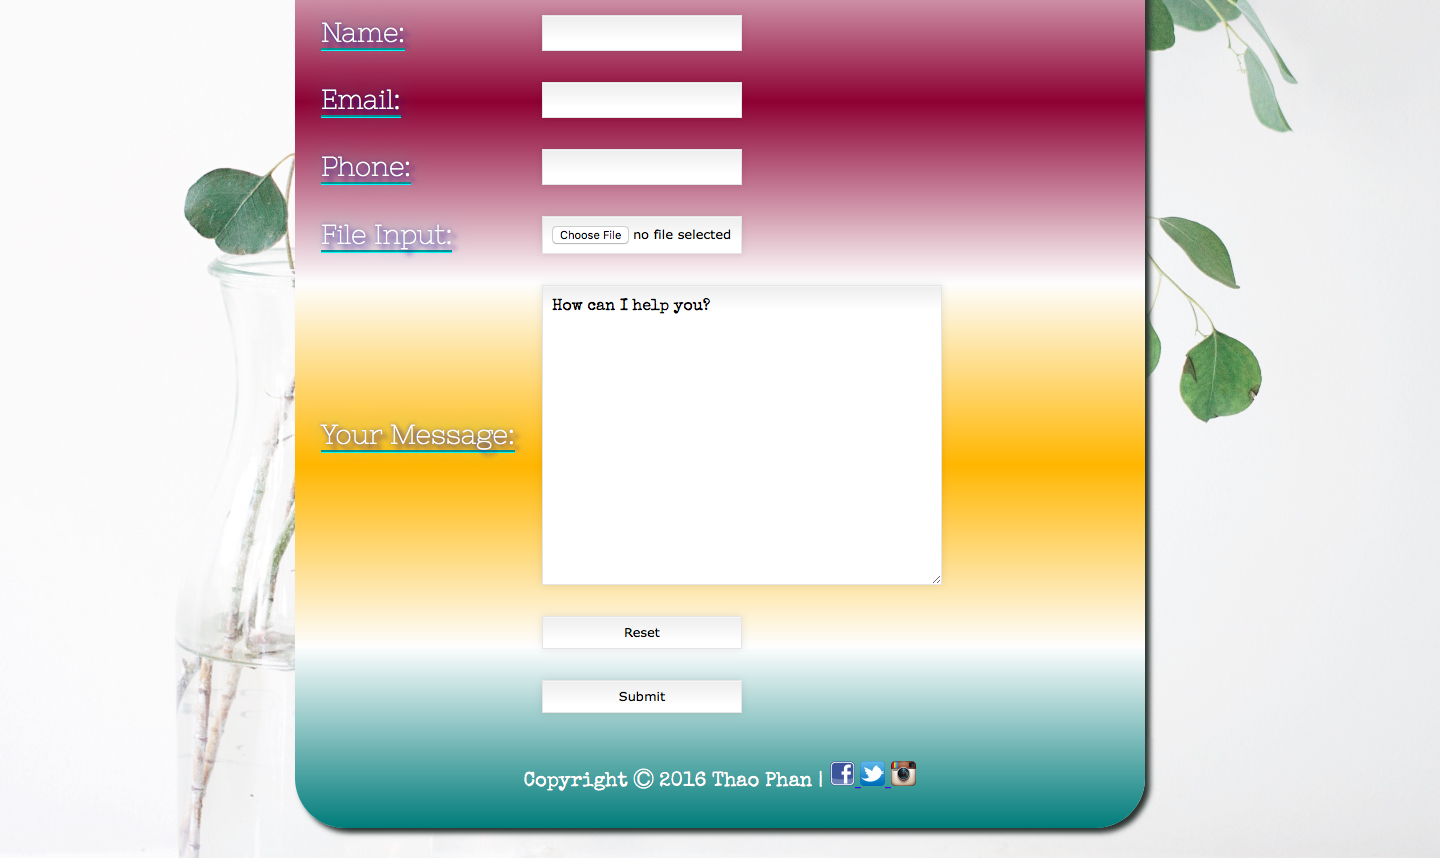 Name:
Email:
Phone:
File Input:
Choose File no file selected
How can I help you?
Your Message:
Reset
Submit
Copyright © 2016 Thao Phan |